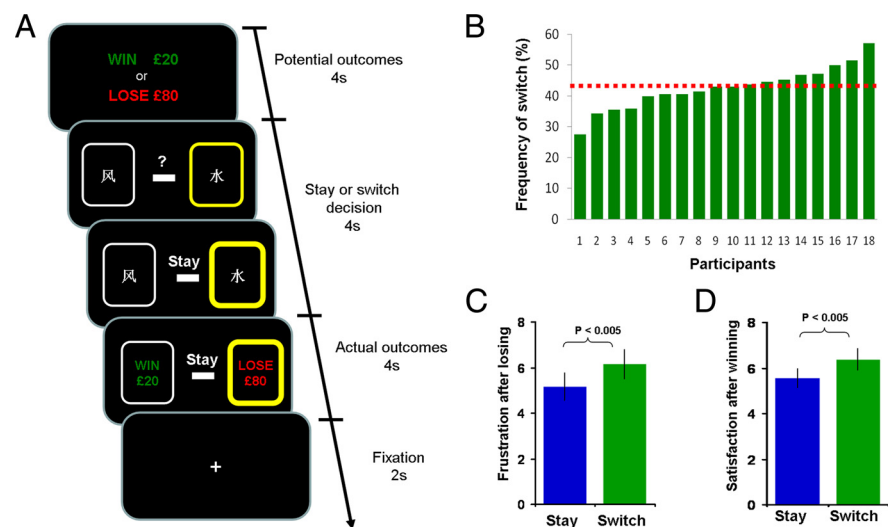 A
WIN £20
or
LOSE £80
Potential outcomes
4s
风
?
水
Stay or switch
decision
4s
风
Stay
水
Actual outcomes
4s
WIN
£20
Stay
LOSE
£80
Fixation
2s
+
B
Frequency of switch (%)
60
50
40
30
20
10
0
1 2 3 4 5 6 7 8 9 10 11 12 13 14 15 16 17 18
Participants
C
Frustration after losing
8
6
4
2
0
P < 0.005
Stay Switch
D
Satisfaction after winning
8
6
4
2
0
P < 0.005
Stay Switch